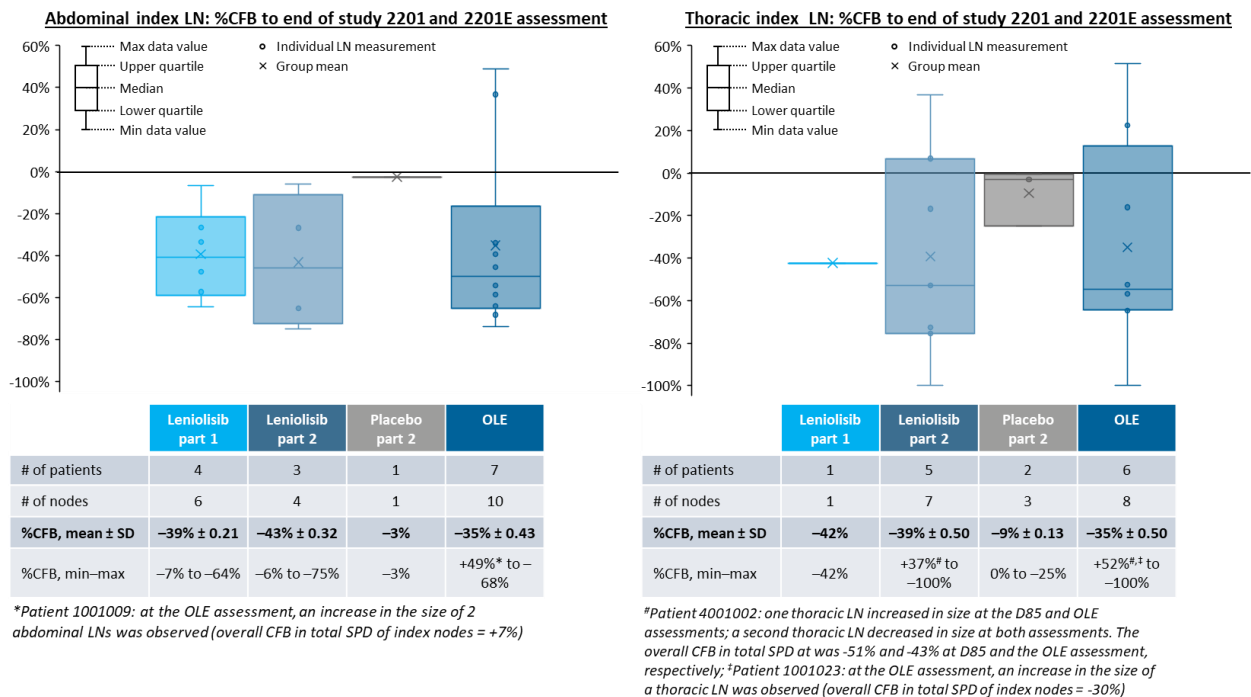 Abdominal index LN: %CFB to end of study 2201 and 2201E assessment
60%
40%
20%
0%
-20%
-40%
-60%
-80%
-100%
Max data value
Upper quartile
Median
Lower quartile
Min data value
Individual LN measurement
× Group mean
Leniolisib part 1
Leniolisib part 2
Placebo part 2
OLE
# of patients 4 3 1 7
# of nodes 6 4 1 10
%CFB, mean ± SD –39% ± 0.21 –43% ± 0.32 –3% –35% ± 0.43
%CFB, min–max –7% to –64% –6% to –75% –3% +49%* to –68%
*Patient 1001009: at the OLE assessment, an increase in the size of 2
abdominal LNs was observed (overall CFB in total SPD of index nodes = +7%)
Thoracic index LN: %CFB to end of study 2201 and 2201E assessment
60%
40%
20%
0%
-20%
-40%
-60%
-80%
-100%
Max data value
Upper quartile
Median
Lower quartile
Min data value
Individual LN measurement
× Group mean
Leniolisib part 1
Leniolisib part 2
Placebo part 2
OLE
# of patients 1 5 2 6
# of nodes 1 7 3 8
%CFB, mean ± SD –42% –39% ± 0.50 –9% ± 0.13 –35% ± 0.50
%CFB, min–max –42% +37%# to –100% 0% to –25% +52%#,‡ to –100%
#Patient 4001002: one thoracic LN increased in size at the D85 and OLE
assessments; a second thoracic LN decreased in size at both assessments. The
overall CFB in total SPD at was -51% and -43% at D85 and the OLE assessment,
respectively; ‡Patient 1001023: at the OLE assessment, an increase in the size of
a thoracic LN was observed (overall CFB in total SPD of index nodes = -30%)